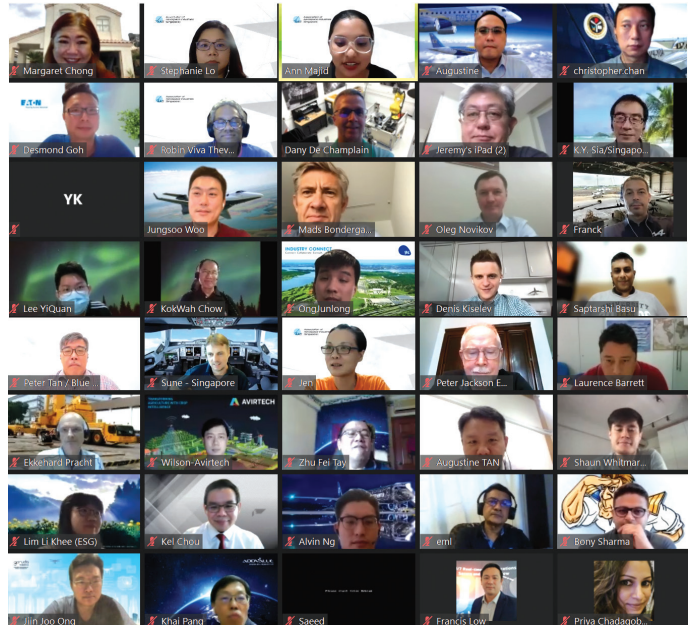 Margaret Chong
Stephanie Lo
Ann Majid
Augustine
christopher.chan
E·T·N
Desmond Goh
Robin Viva Thev...
Dany De Champlain
Jeremy's iPad (2)
K.Y. Sia/Singapo...
YK
Jungsoo Woo
Mads Bonderga...
Oleg Novikov
Franck
Lee YiQuan
KokWah Chow
INDUSTRY CONNECT
OngJunlong
Denis Kiselev
Saptarshi Basu
Peter Tan / Blue ...
Sune - Singapore
Jen
Peter Jackson E...
Laurence Barrett
Ekkehard Pracht
AVIRTECH
Wilson-Avirtech
Zhu Fei Tay
Augustine TAN
Shaun Whitmar...
Lim Li Khee (ESG)
Kel Chou
Alvin Ng
eml
Bony Sharma
Jiin Joo Ong
ADDVALUE
Khai Pang
Saeed
Francis Low
Priya Chadagob...